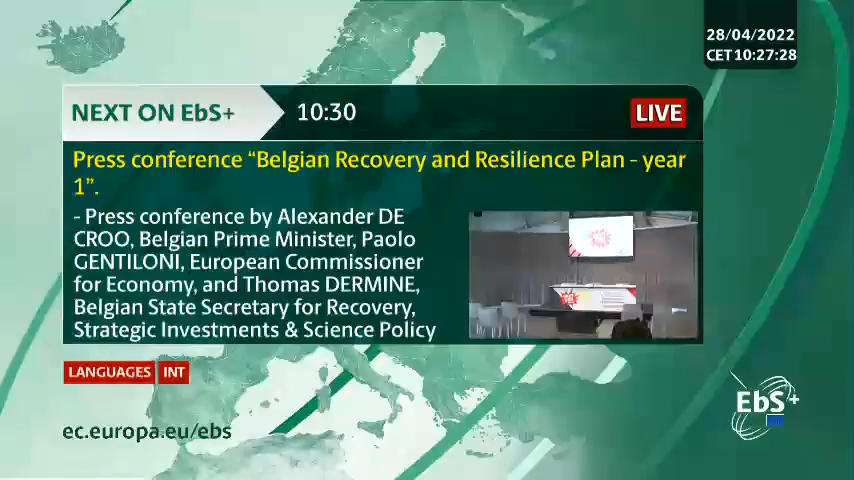 28/04/2022
CET 10:27:28
NEXT ON EbS+ 10:30 LIVE
Press conference “Belgian Recovery and Resilience Plan - year
1”.
- Press conference by Alexander DE
CROO, Belgian Prime Minister, Paolo
GENTILONI, European Commissioner
for Economy, and Thomas DERMINE,
Belgian State Secretary for Recovery,
Strategic Investments & Science Policy
LANGUAGES INT
EbS+
ec.europa.eu/ebs